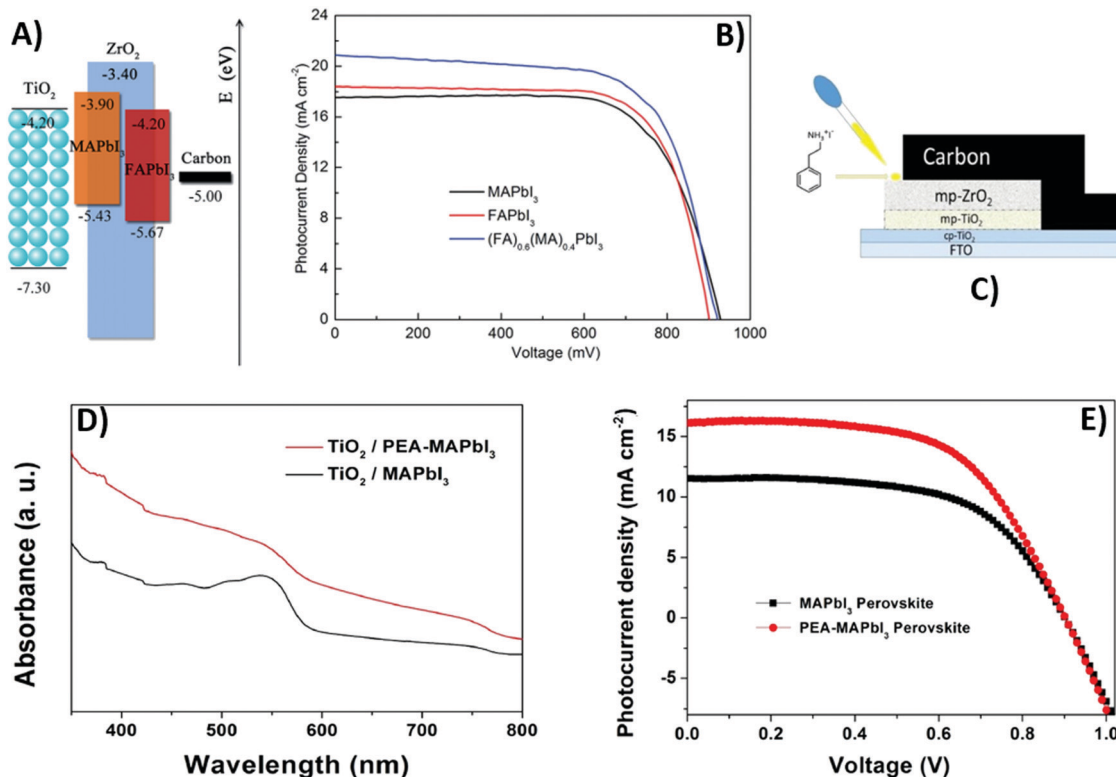 A)
ZrO₂
-3.40
TiO₂
-4.20
-3.90
MAPbI₃
-5.43
-4.20
FAPbI₃
-5.67
Carbon
-5.00
-7.30
E (eV)
B)
Photocurrent Density (mA cm⁻²)
24
20
16
12
8
4
0
MAPbI₃
FAPbI₃
(FA)₀.₆(MA)₀.₄PbI₃
0 200 400 600 800 1000
Voltage (mV)
NH₃⁺I⁻
Carbon
mp-ZrO₂
mp-TiO₂
cp-TiO₂
FTO
C)
D)
Absorbance (a. u.)
TiO₂ / PEA-MAPbI₃
TiO₂ / MAPbI₃
400 500 600 700 800
Wavelength (nm)
E)
Photocurrent density (mA cm⁻²)
15
10
5
0
-5
MAPbI₃ Perovskite
PEA-MAPbI₃ Perovskite
0.0 0.2 0.4 0.6 0.8 1.0
Voltage (V)